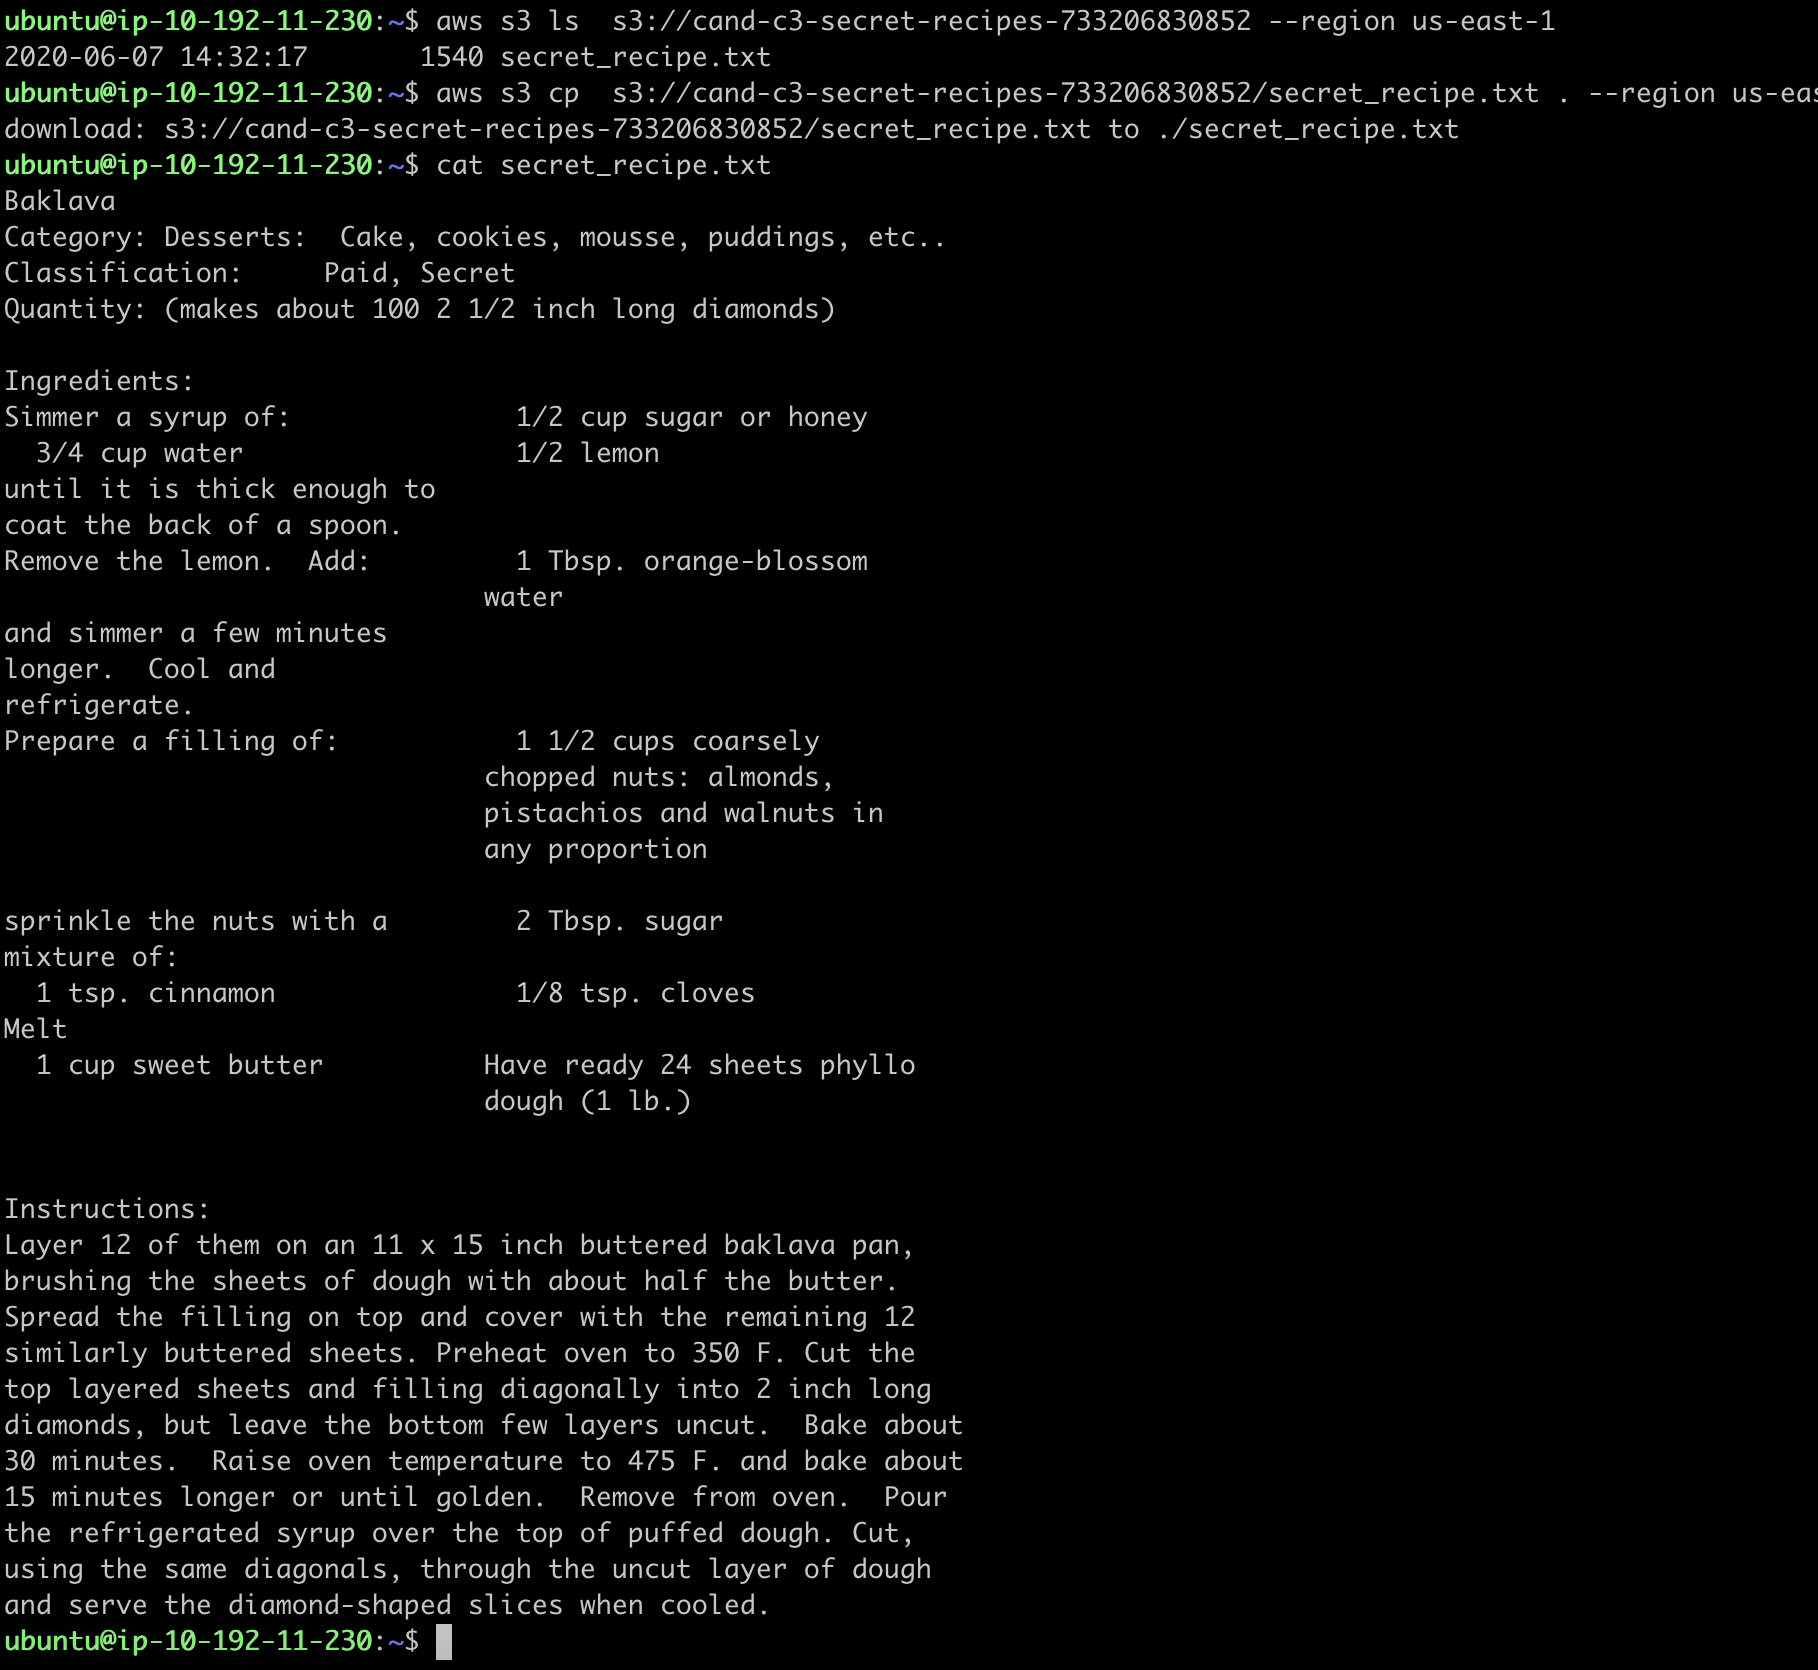 ubuntu@ip-10-192-11-230:~$ aws s3 ls  s3://cand-c3-secret-recipes-733206830852 --region us-east-1
2020-06-07 14:32:17       1540 secret_recipe.txt
ubuntu@ip-10-192-11-230:~$ aws s3 cp  s3://cand-c3-secret-recipes-733206830852/secret_recipe.txt . --region us-eas
download: s3://cand-c3-secret-recipes-733206830852/secret_recipe.txt to ./secret_recipe.txt
ubuntu@ip-10-192-11-230:~$ cat secret_recipe.txt
Baklava
Category: Desserts:  Cake, cookies, mousse, puddings, etc..
Classification:     Paid, Secret
Quantity: (makes about 100 2 1/2 inch long diamonds)

Ingredients:
Simmer a syrup of:              1/2 cup sugar or honey
  3/4 cup water                 1/2 lemon
until it is thick enough to
coat the back of a spoon.
Remove the lemon.  Add:         1 Tbsp. orange-blossom
                              water
and simmer a few minutes
longer.  Cool and
refrigerate.
Prepare a filling of:           1 1/2 cups coarsely
                              chopped nuts: almonds,
                              pistachios and walnuts in
                              any proportion

sprinkle the nuts with a        2 Tbsp. sugar
mixture of:
  1 tsp. cinnamon               1/8 tsp. cloves
Melt
  1 cup sweet butter          Have ready 24 sheets phyllo
                              dough (1 lb.)


Instructions:
Layer 12 of them on an 11 x 15 inch buttered baklava pan,
brushing the sheets of dough with about half the butter.
Spread the filling on top and cover with the remaining 12
similarly buttered sheets. Preheat oven to 350 F. Cut the
top layered sheets and filling diagonally into 2 inch long
diamonds, but leave the bottom few layers uncut.  Bake about
30 minutes.  Raise oven temperature to 475 F. and bake about
15 minutes longer or until golden.  Remove from oven.  Pour
the refrigerated syrup over the top of puffed dough. Cut,
using the same diagonals, through the uncut layer of dough
and serve the diamond-shaped slices when cooled.
ubuntu@ip-10-192-11-230:~$